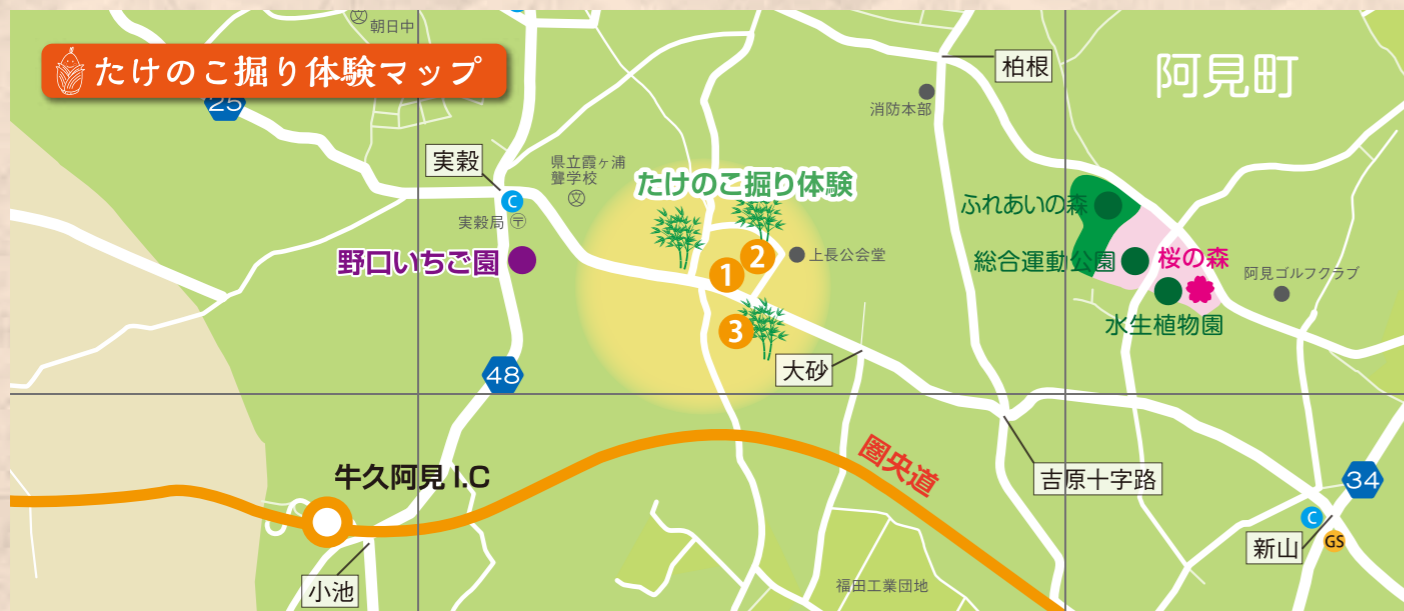 朝日中
たけのこ掘り体験マップ
25
柏根
阿見町
消防本部
実穀
県立霞ヶ浦
聾学校
文
文
C
実穀局
〒
たけのこ掘り体験
ふれあいの森
野口いちご園
2
上長公会堂
総合運動公園
桜の森
阿見ゴルフクラブ
1
水生植物園
3
大砂
48
圏央道
牛久阿見 I.C
吉原十字路
34
C
新山
GS
小池
福田工業団地